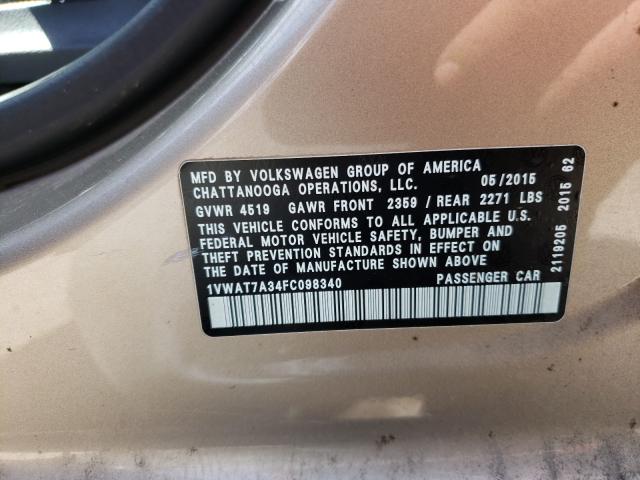 MFD BY VOLKSWAGEN GROUP OF AMERICA
CHATTANOOGA OPERATIONS, LLC. 05/2015
GVWR 4519 GAWR FRONT 2359 / REAR 2271 LBS
THIS VEHICLE CONFORMS TO ALL APPLICABLE U.S.
FEDERAL MOTOR VEHICLE SAFETY, BUMPER AND
THEFT PREVENTION STANDARDS IN EFFECT ON
THE DATE OF MANUFACTURE SHOWN ABOVE
1VWAT7A34FC098340 PASSENGER CAR
2119205 2015 62